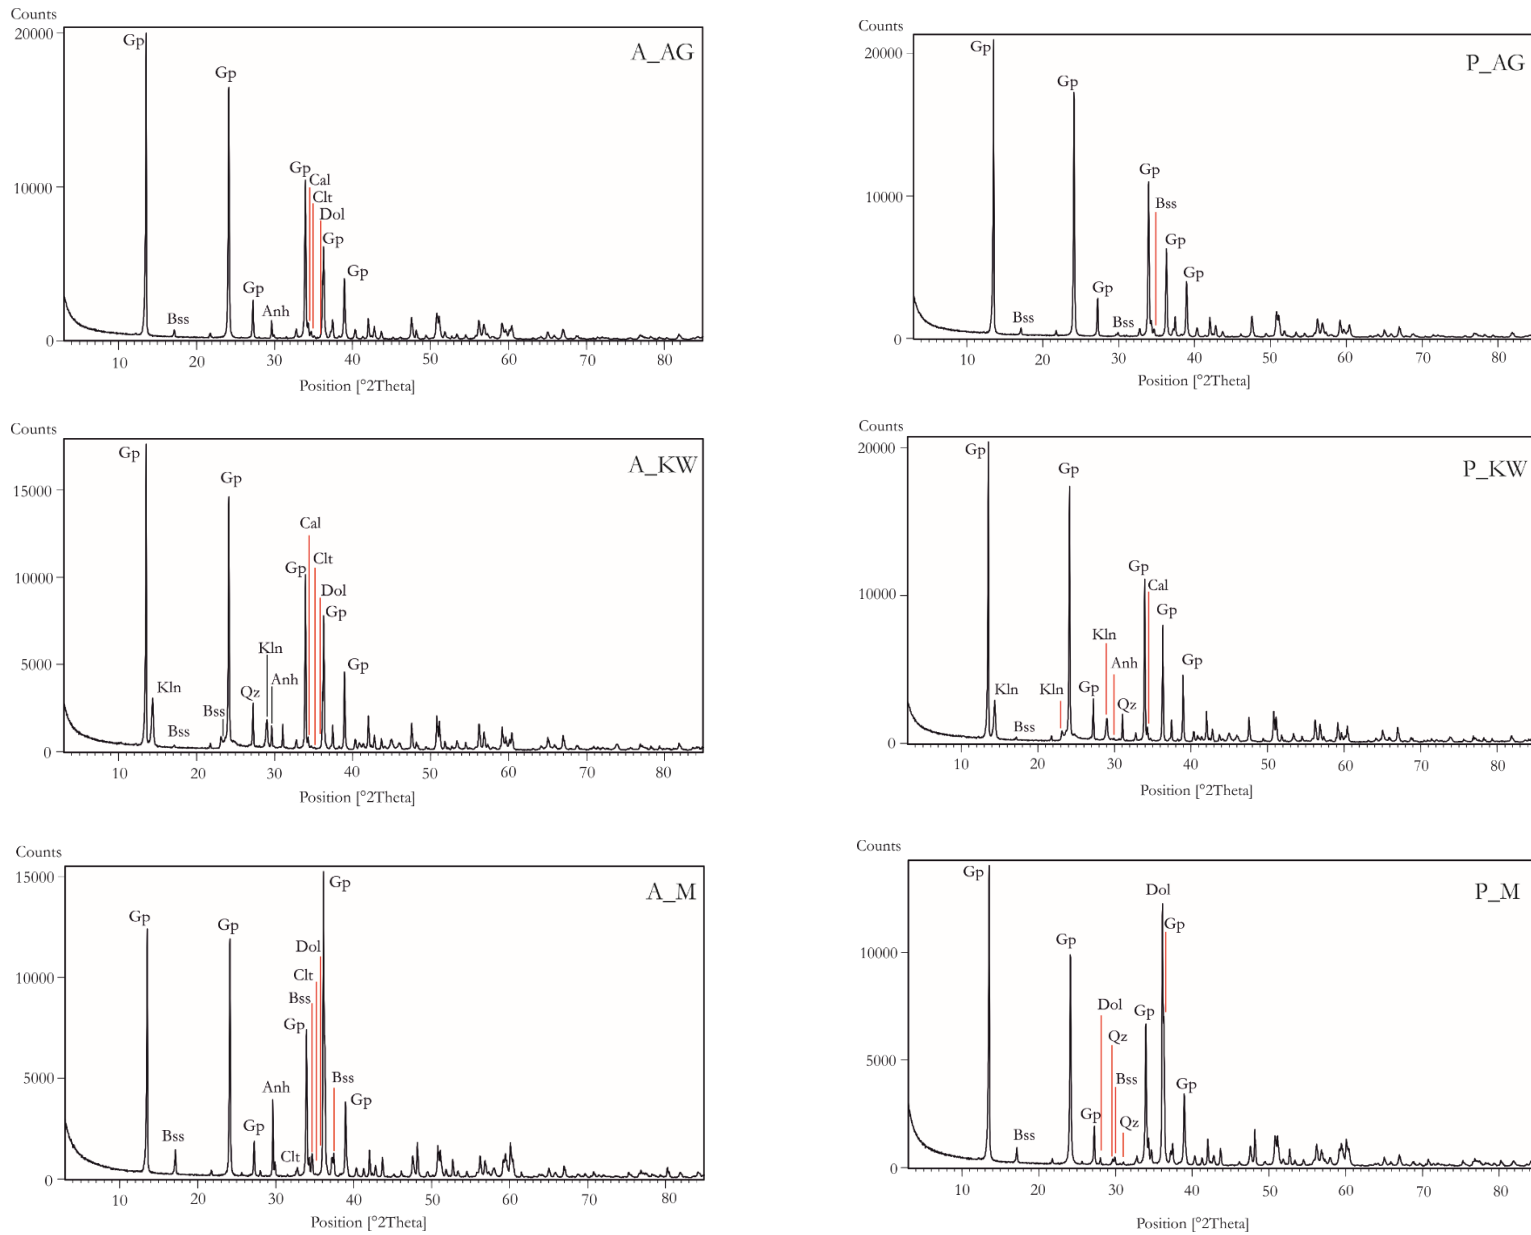 Counts
20000
10000
0
A_AG
Gp
Bss
Gp
Gp
Anh
Gp
Cal
Clt
Dol
Gp
Gp
10 20 30 40 50 60 70 80
Position [°2Theta]
Counts
20000
10000
0
P_AG
Gp
Bss
Gp
Gp
Bss
Gp
Bss
Gp
Gp
10 20 30 40 50 60 70 80
Position [°2Theta]
Counts
15000
10000
5000
0
A_KW
Gp
Kln
Bss
Bss
Gp
Qz
Kln
Anh
Gp
Cal
Clt
Dol
Gp
Gp
10 20 30 40 50 60 70 80
Position [°2Theta]
Counts
20000
10000
0
P_KW
Gp
Kln
Bss
Kln
Gp
Gp
Kln
Anh
Qz
Gp
Cal
Gp
Gp
10 20 30 40 50 60 70 80
Position [°2Theta]
Counts
15000
10000
5000
0
A_M
Gp
Bss
Gp
Gp
Anh
Clt
Gp
Bss
Clt
Dol
Gp
Bss
Gp
10 20 30 40 50 60 70 80
Position [°2Theta]
Counts
10000
5000
0
P_M
Gp
Bss
Gp
Gp
Dol
Qz
Bss
Qz
Gp
Dol
Gp
Gp
10 20 30 40 50 60 70 80
Position [°2Theta]